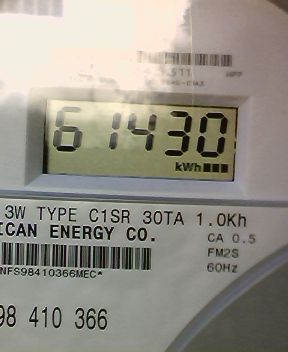 61430
kWh
3W TYPE C1SR 30TA 1.0Kh
ICAN ENERGY CO.
CA 0.5
FM2S
60Hz
NFS98410366MEC*
98 410 366